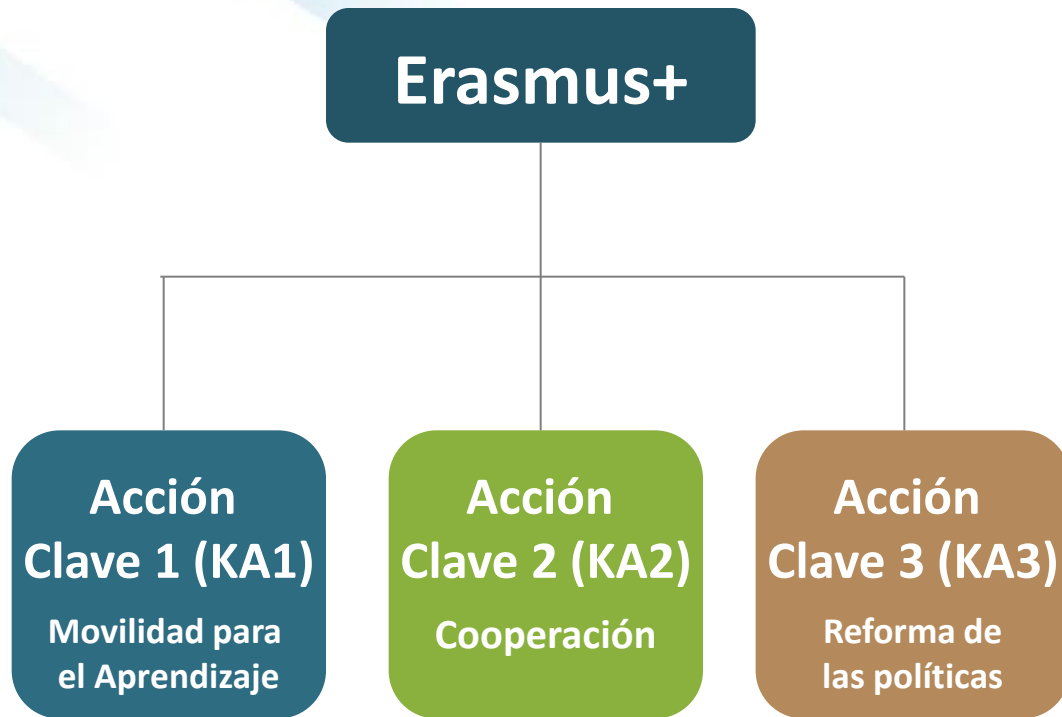 Erasmus+
Acción
Clave 1 (KA1)
Movilidad para
el Aprendizaje
Acción
Clave 2 (KA2)
Cooperación
Acción
Clave 3 (KA3)
Reforma de
las políticas